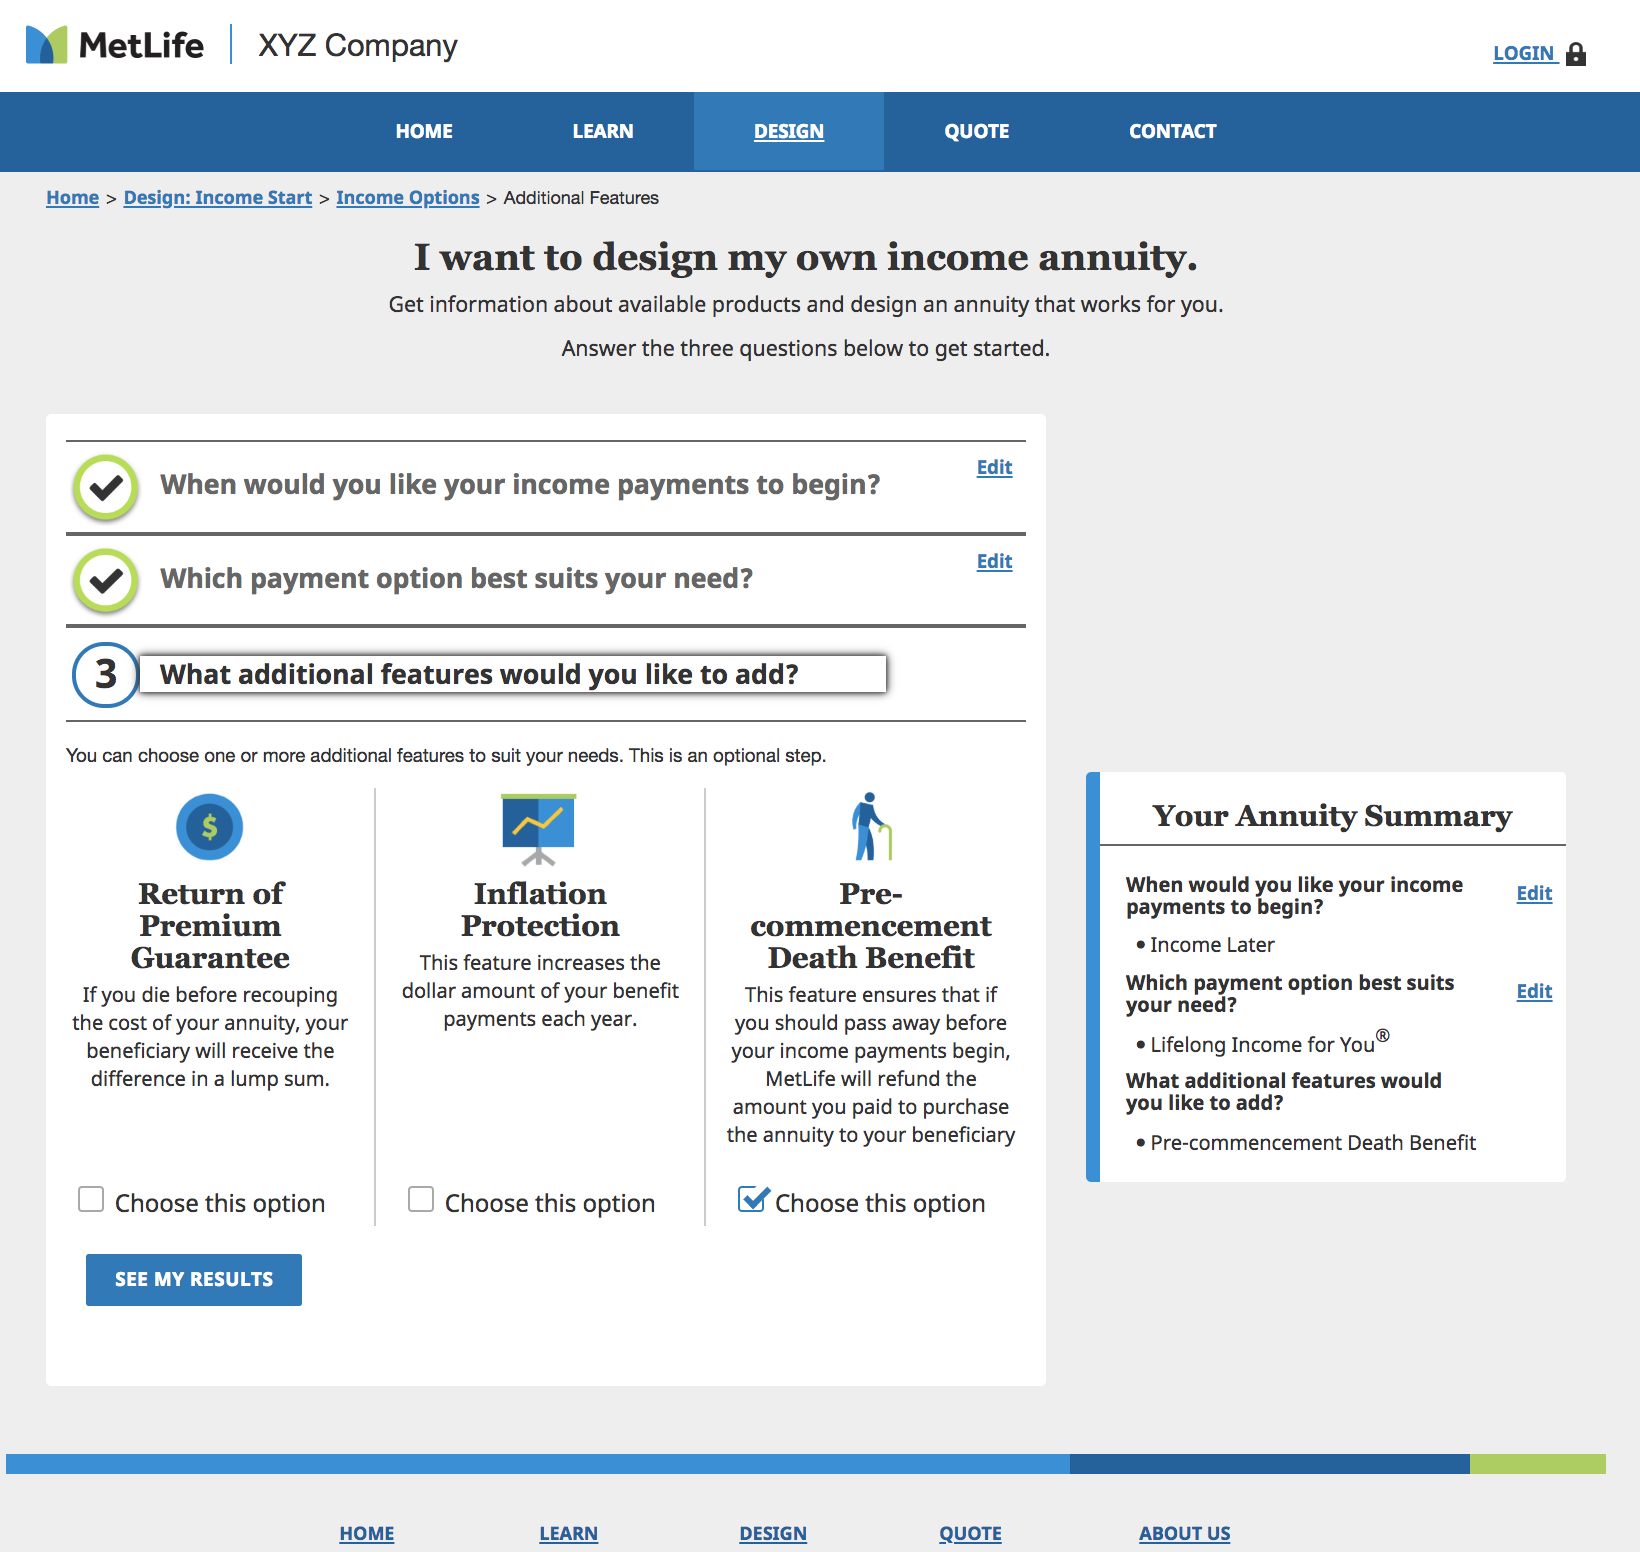 MetLife XYZ Company
LOGIN
HOME LEARN DESIGN QUOTE CONTACT
Home > Design: Income Start > Income Options > Additional Features
I want to design my own income annuity.
Get information about available products and design an annuity that works for you.
Answer the three questions below to get started.
When would you like your income payments to begin?
Edit
Which payment option best suits your need?
Edit
3 What additional features would you like to add?
You can choose one or more additional features to suit your needs. This is an optional step.
$
Return of
Premium
Guarantee
If you die before recouping
the cost of your annuity, your
beneficiary will receive the
difference in a lump sum.
Choose this option
Inflation
Protection
This feature increases the
dollar amount of your benefit
payments each year.
Choose this option
Pre-
commencement
Death Benefit
This feature ensures that if
you should pass away before
your income payments begin,
MetLife will refund the
amount you paid to purchase
the annuity to your beneficiary
Choose this option
SEE MY RESULTS
Your Annuity Summary
When would you like your income
payments to begin?
Edit
• Income Later
Which payment option best suits
your need?
Edit
• Lifelong Income for You®
What additional features would
you like to add?
• Pre-commencement Death Benefit
HOME LEARN DESIGN QUOTE ABOUT US